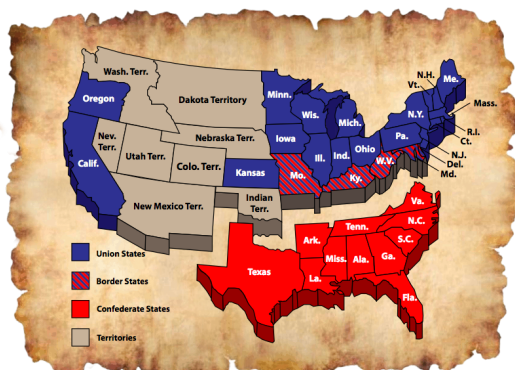 Wash. Terr.
Oregon
Dakota Territory
Minn.
Wis.
Mich.
N.H.
Vt.
Me.
Mass.
N.Y.
R.I.
Ct.
Nev.
Terr.
Nebraska Terr.
Iowa
Pa.
N.J.
Del.
Md.
Calif.
Utah Terr.
Colo. Terr.
Kansas
Ill.
Ind.
Ohio
W.V.
Mo.
Ky.
New Mexico Terr.
Indian
Terr.
Va.
Tenn.
N.C.
Ark.
S.C.
Texas
La.
Miss.
Ala.
Ga.
Fla.
Union States
Border States
Confederate States
Territories